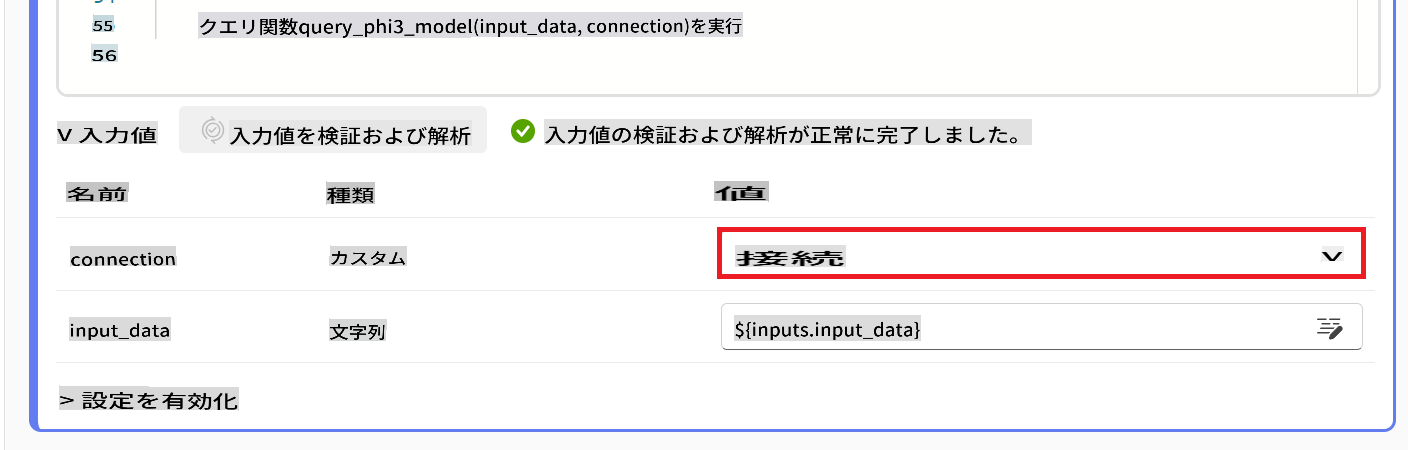 55 クエリ関数query_phi3_model(input_data, connection)を実行
56
∨ 入力値 入力値を検証および解析 入力値の検証および解析が正常に完了しました。
名前 種類 値
connection カスタム 接続 ∨
input_data 文字列 ${inputs.input_data}
> 設定を有効化